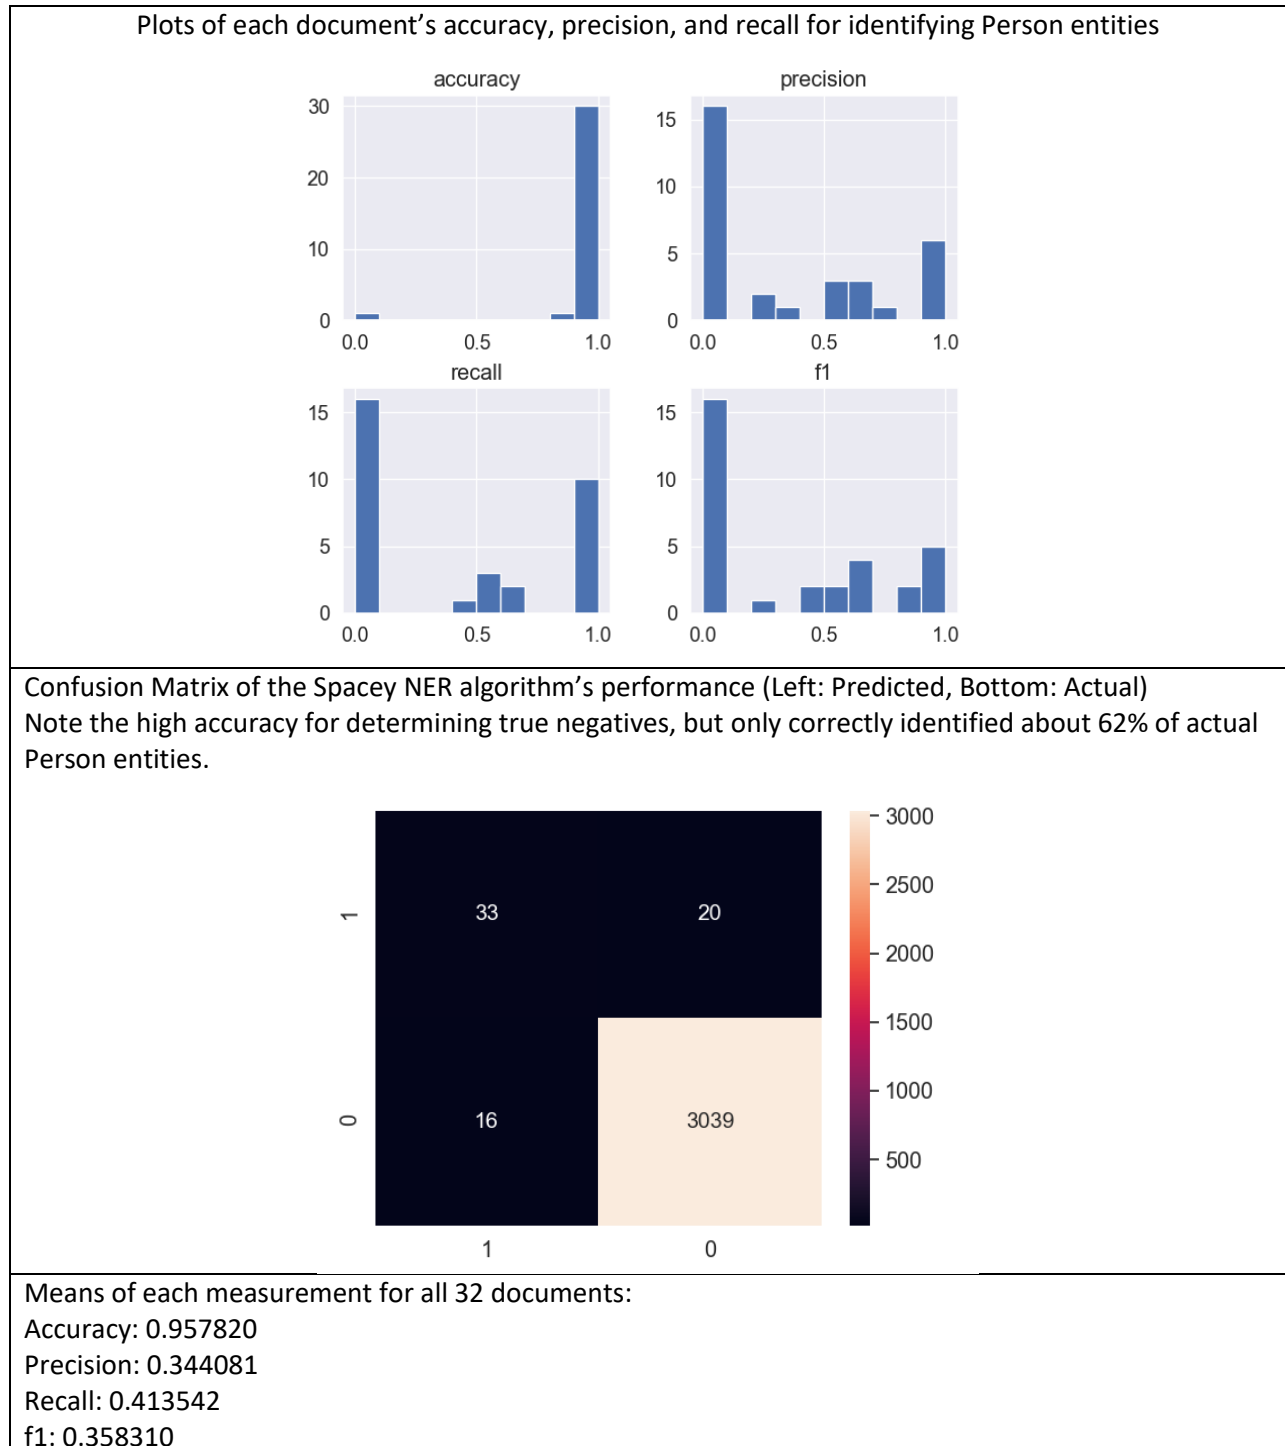 Plots of each document’s accuracy, precision, and recall for identifying Person entities
accuracy
precision
30
20
10
0
0.0 0.5 1.0
15
10
5
0
0.0 0.5 1.0
recall
f1
15
10
5
0
0.0 0.5 1.0
15
10
5
0
0.0 0.5 1.0
Confusion Matrix of the Spacey NER algorithm’s performance (Left: Predicted, Bottom: Actual)
Note the high accuracy for determining true negatives, but only correctly identified about 62% of actual
Person entities.
1
33 20
0
16 3039
1 0
3000
2500
2000
1500
1000
500
Means of each measurement for all 32 documents:
Accuracy: 0.957820
Precision: 0.344081
Recall: 0.413542
f1: 0.358310